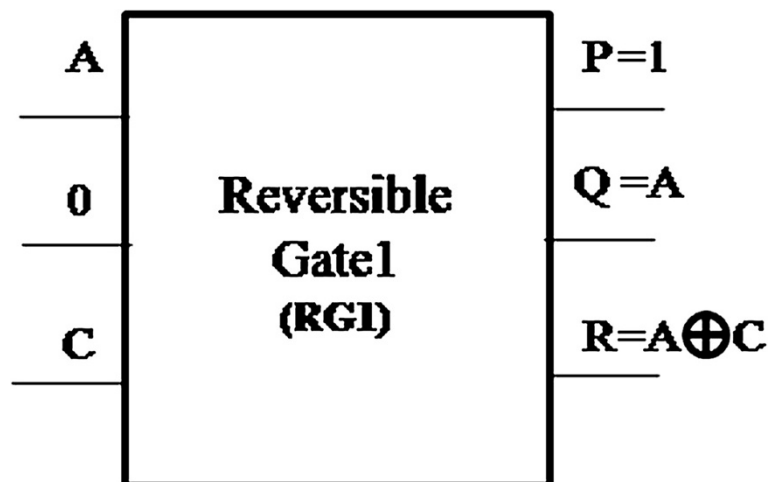 A
0
C
Reversible
Gate1
(RG1)
P=1
Q =A
R=A⊕C